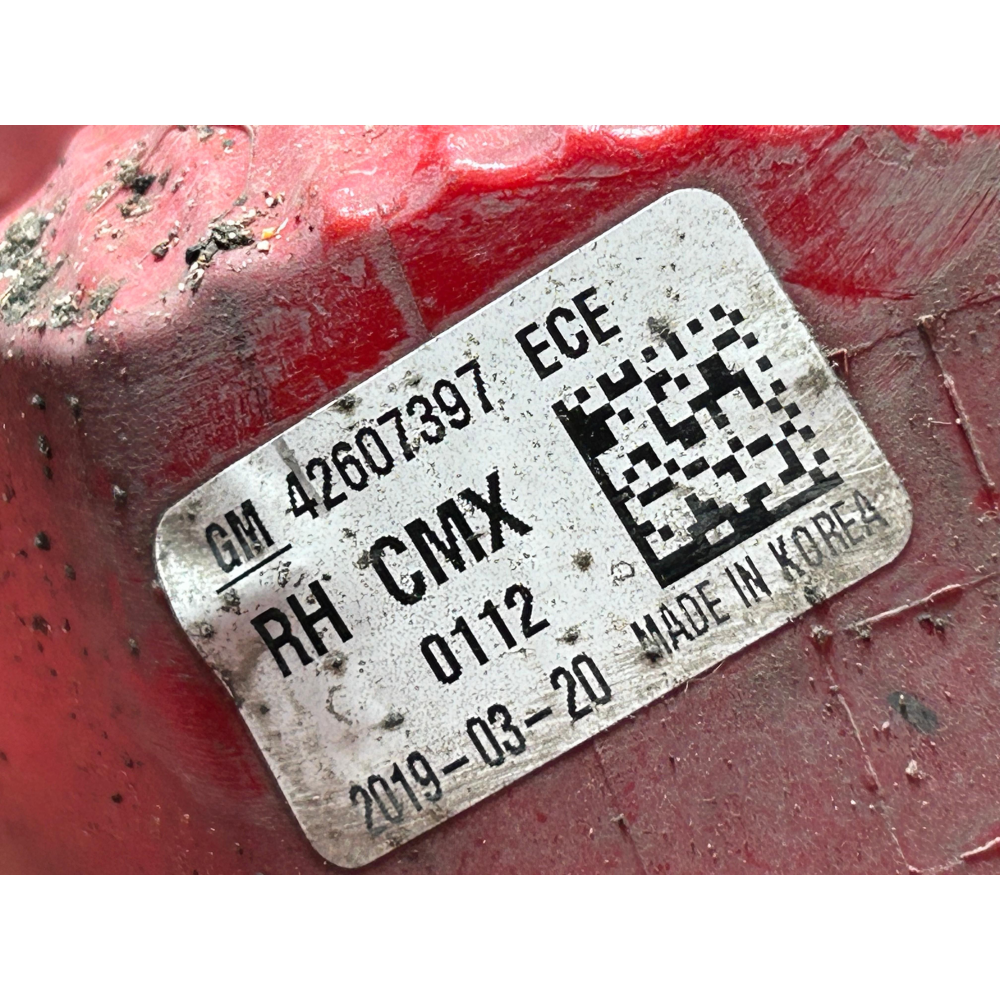 GM 42607397 ECE
RH CMX
0112
2019-03-20 MADE IN KOREA